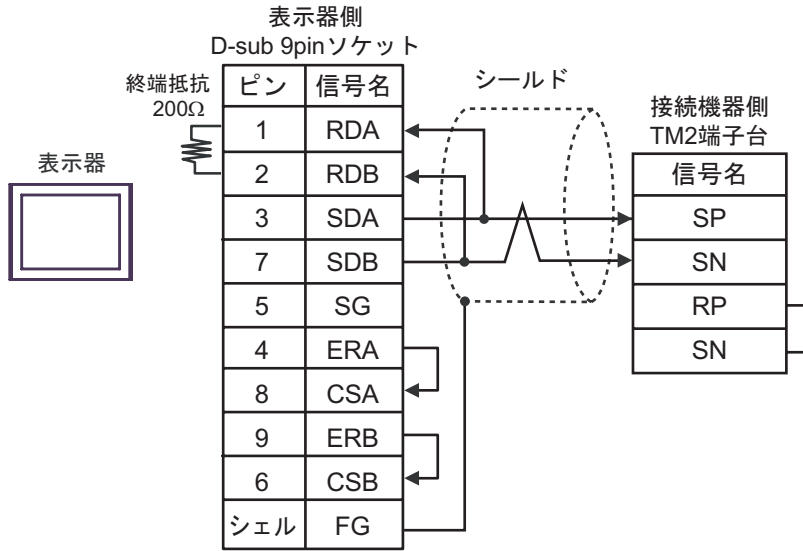 表示器側
D-sub 9pinソケット
終端抵抗
200Ω
ピン 信号名
1 RDA
2 RDB
3 SDA
7 SDB
5 SG
4 ERA
8 CSA
9 ERB
6 CSB
シェル FG
表示器
シールド
接続機器側
TM2端子台
信号名
SP
SN
RP
SN